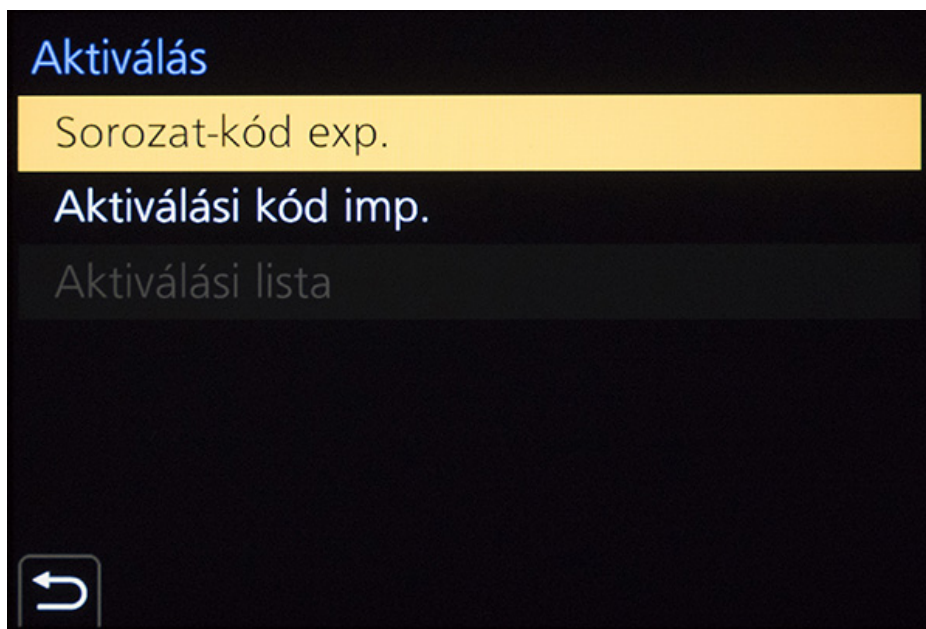 Aktiválás
Sorozat-kód exp.
Aktiválási kód imp.
Aktiválási lista